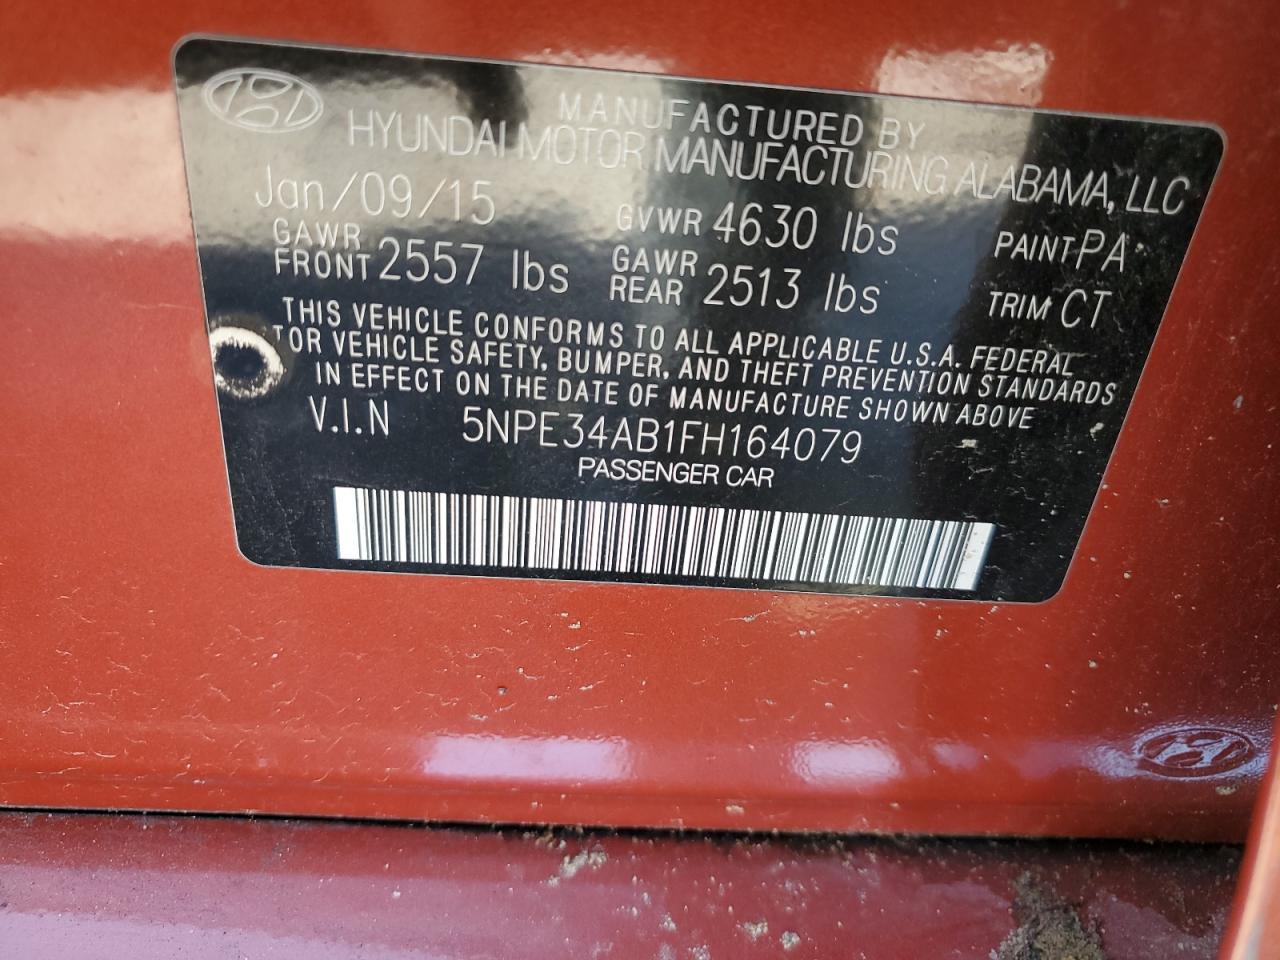 MANUFACTURED BY
HYUNDAI MOTOR MANUFACTURING ALABAMA, LLC
Jan/09/15 GVWR 4630 lbs PAINT PA
GAWR FRONT 2557 lbs GAWR REAR 2513 lbs TRIM CT
THIS VEHICLE CONFORMS TO ALL APPLICABLE U.S.A. FEDERAL
TOR VEHICLE SAFETY, BUMPER, AND THEFT PREVENTION STANDARDS
IN EFFECT ON THE DATE OF MANUFACTURE SHOWN ABOVE
V.I.N 5NPE34AB1FH164079
PASSENGER CAR